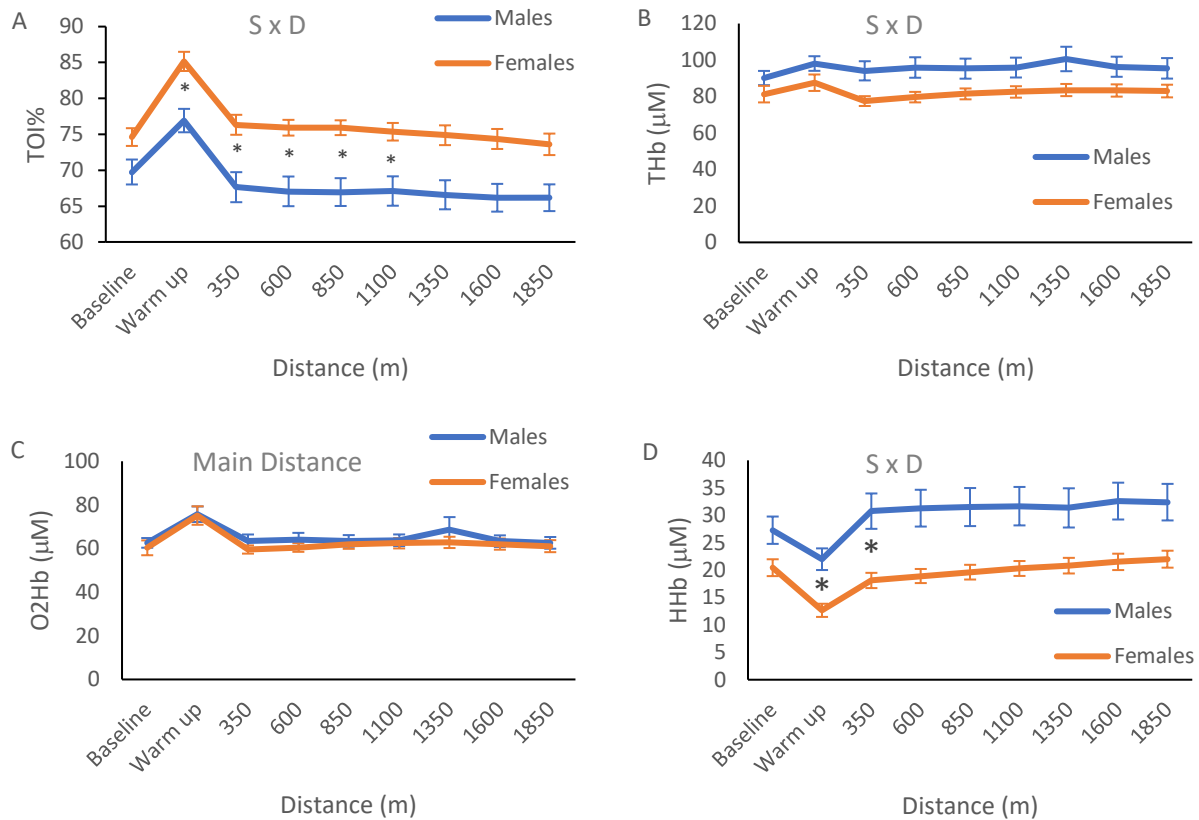 A
S x D
Males
Females
TOI%
90
85
80
75
70
65
60
*
* * * *
Baseline
Warm up
350
600
850
1100
1350
1600
1850
Distance (m)
B
S x D
THb (μM)
120
100
80
60
40
20
0
Males
Females
Baseline
Warm up
350
600
850
1100
1350
1600
1850
Distance (m)
C
Main Distance
Males
Females
O2Hb (μM)
100
80
60
40
20
0
Baseline
Warm up
350
600
850
1100
1350
1600
1850
Distance (m)
D
S x D
HHb (μM)
40
35
30
25
20
15
10
5
0
*
*
Males
Females
Baseline
Warm up
350
600
850
1100
1350
1600
1850
Distance (m)